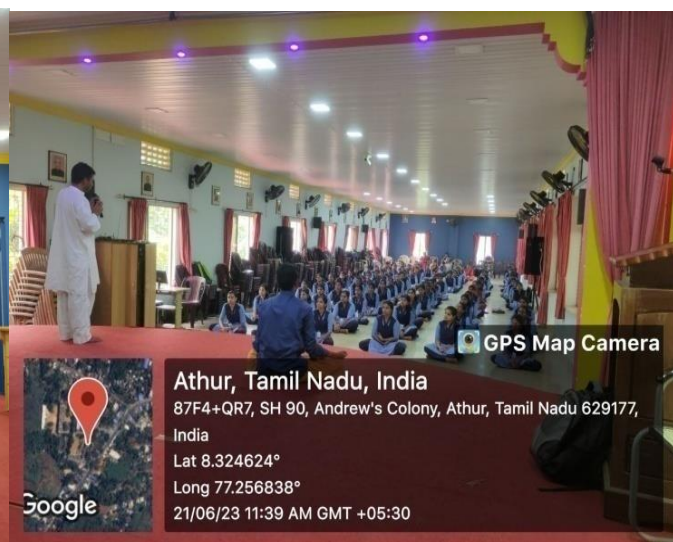 GPS Map Camera
Athur, Tamil Nadu, India
87F4+QR7, SH 90, Andrew's Colony, Athur, Tamil Nadu 629177,
India
Lat 8.324624°
Long 77.256838°
21/06/23 11:39 AM GMT +05:30
Google